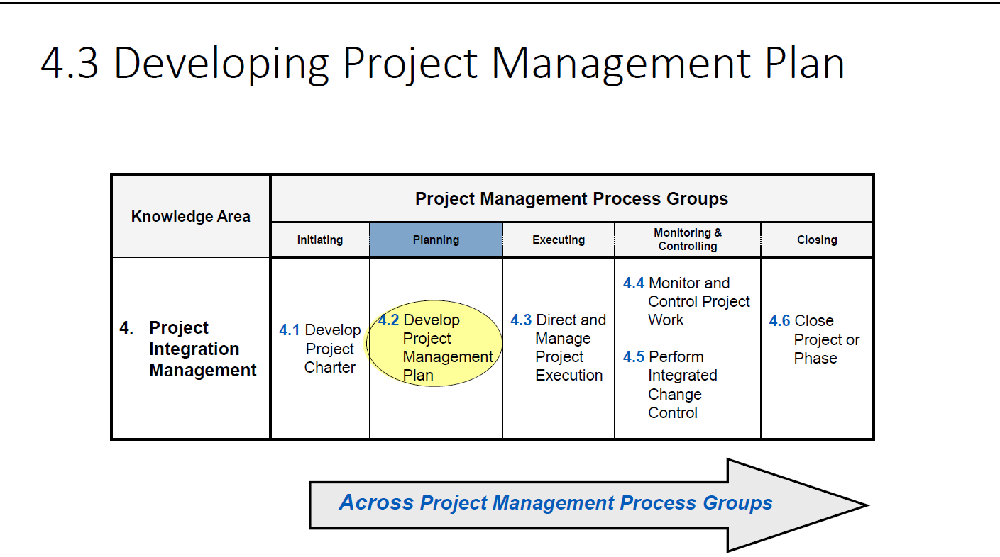 4.3 Developing Project Management Plan
Knowledge Area
Project Management Process Groups
Initiating
Planning
Executing
Monitoring &
Controlling
Closing
4. Project
Integration
Management
4.1 Develop
Project
Charter
4.2 Develop
Project
Management
Plan
4.3 Direct and
Manage
Project
Execution
4.4 Monitor and
Control Project
Work
4.5 Perform
Integrated
Change
Control
4.6 Close
Project or
Phase
Across Project Management Process Groups